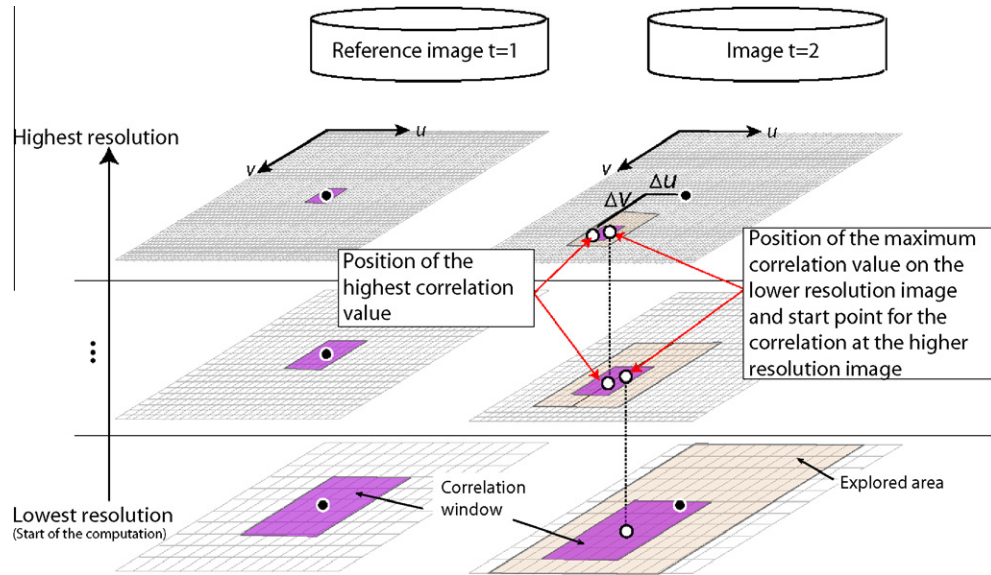 Reference image t=1
Image t=2
Highest resolution
u
v
u
v
Δu
Δv
Position of the
highest correlation
value
Position of the maximum
correlation value on the
lower resolution image
and start point for the
correlation at the higher
resolution image
Lowest resolution
(Start of the computation)
Correlation
window
Explored area